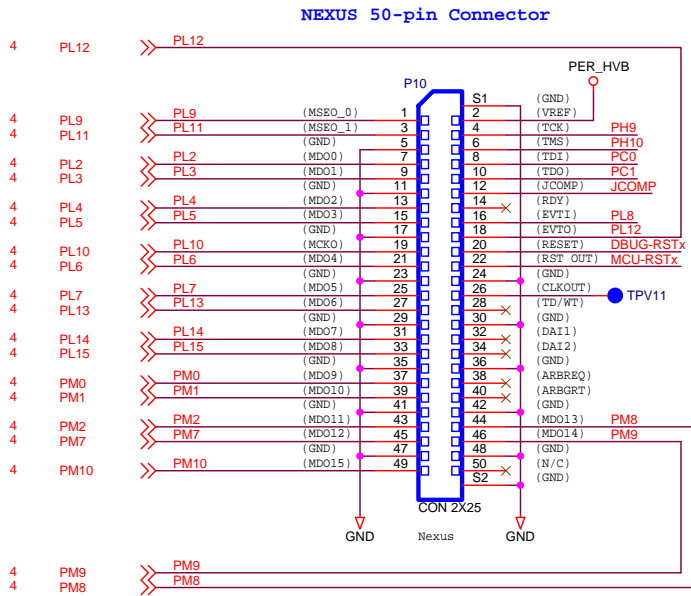 NEXUS 50-pin Connector
4 PL12 PL12
PER_HVB
P10
S1 (GND)
4 PL9 PL9 (MSEO_0) 1 2 (VREF)
4 PL11 PL11 (MSEO_1) 3 4 (TCK) PH9
(GND) 5 6 (TMS) PH10
4 PL2 PL2 (MDO0) 7 8 (TDI) PC0
4 PL3 PL3 (MDO1) 9 10 (TDO) PC1
(GND) 11 12 (JCOMP) JCOMP
4 PL4 PL4 (MDO2) 13 14 (RDY)
4 PL5 PL5 (MDO3) 15 16 (EVTI) PL8
(GND) 17 18 (EVTO) PL12
4 PL10 PL10 (MCKO) 19 20 (RESET) DBUG-RSTx
4 PL6 PL6 (MDO4) 21 22 (RST OUT) MCU-RSTx
(GND) 23 24 (GND)
4 PL7 PL7 (MDO5) 25 26 (CLKOUT) TPV11
4 PL13 PL13 (MDO6) 27 28 (TD/WT)
(GND) 29 30 (GND)
4 PL14 PL14 (MDO7) 31 32 (DAI1)
4 PL15 PL15 (MDO8) 33 34 (DAI2)
(GND) 35 36 (GND)
4 PM0 PM0 (MDO9) 37 38 (ARBREQ)
4 PM1 PM1 (MDO10) 39 40 (ARBGRT)
(GND) 41 42 (GND)
4 PM2 PM2 (MDO11) 43 44 (MDO13) PM8
4 PM7 PM7 (MDO12) 45 46 (MDO14) PM9
(GND) 47 48 (GND)
4 PM10 PM10 (MDO15) 49 50 (N/C)
S2 (GND)
CON 2X25
GND Nexus GND
4 PM9 PM9
4 PM8 PM8